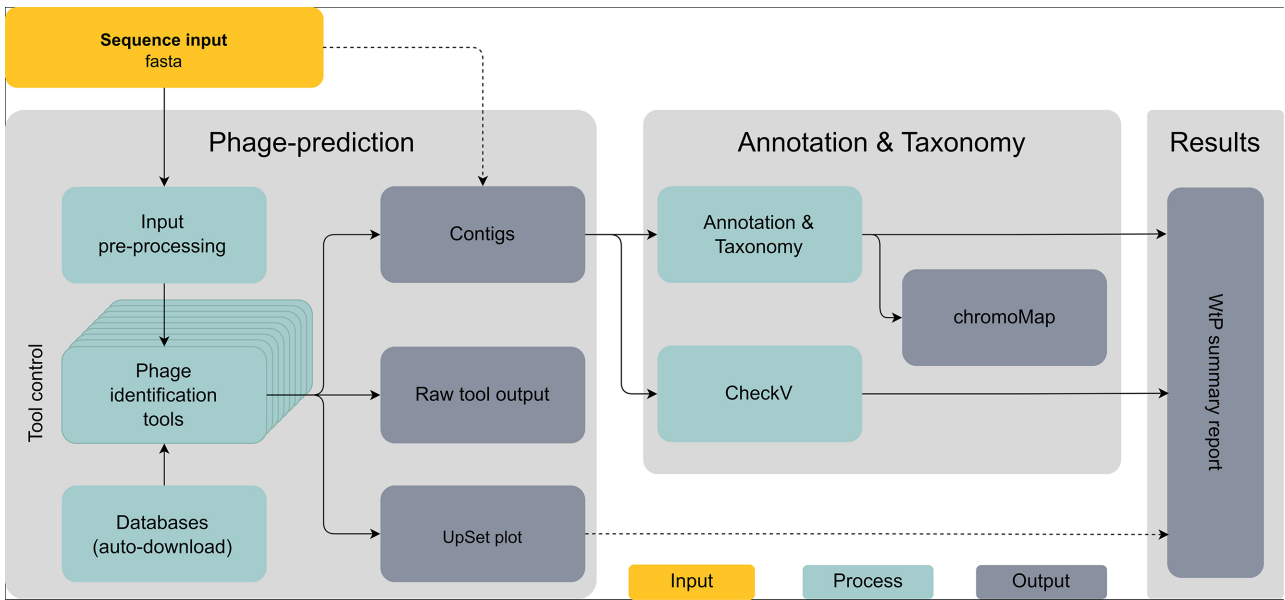 Sequence input
fasta
Phage-prediction
Annotation & Taxonomy
Results
Input
pre-processing
Contigs
Annotation &
Taxonomy
chromoMap
Tool control
Phage
identification
tools
Raw tool output
CheckV
WtP summary report
Databases
(auto-download)
UpSet plot
Input
Process
Output